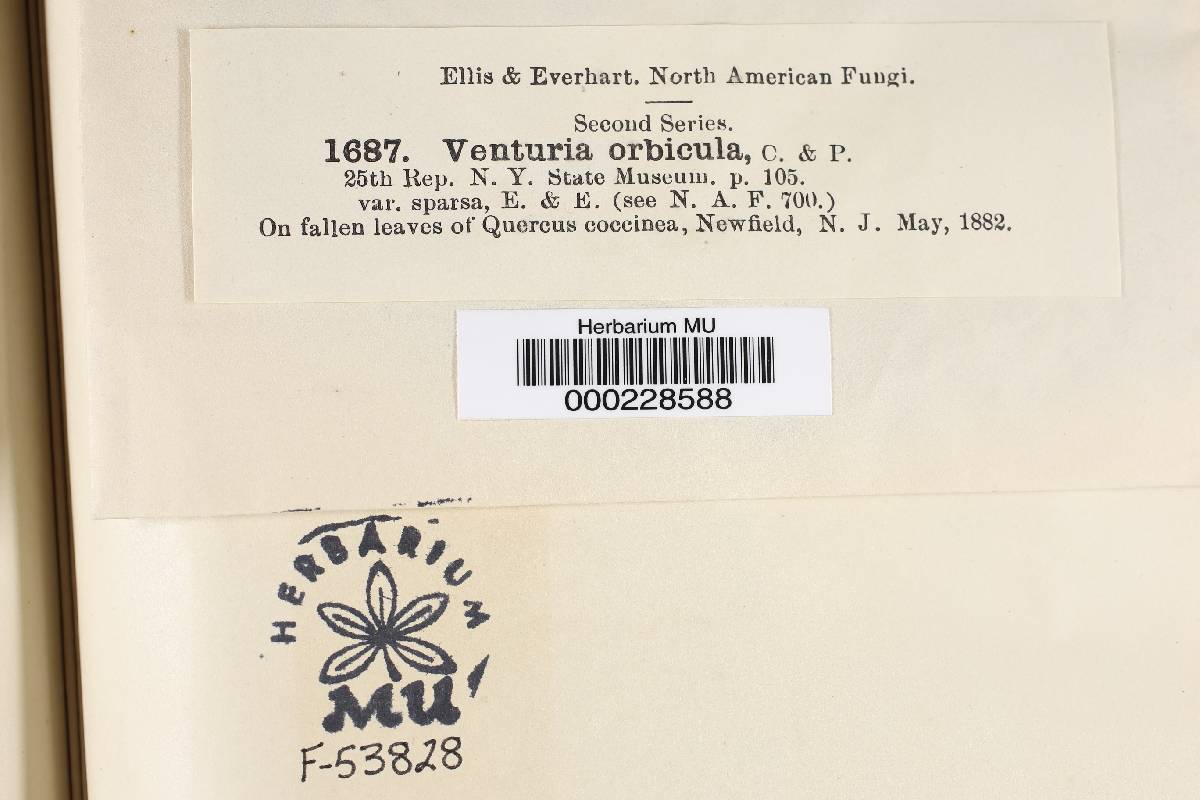 Ellis & Everhart. North American Fungi.
Second Series.
1687. Venturia orbicula, C. & P.
25th Rep. N. Y. State Museum. p. 105.
var. sparsa, E. & E. (see N. A. F. 700.)
On fallen leaves of Quercus coccinea, Newfield, N. J. May, 1882.
Herbarium MU
000228588
HERBARIUM
MU
F-53828